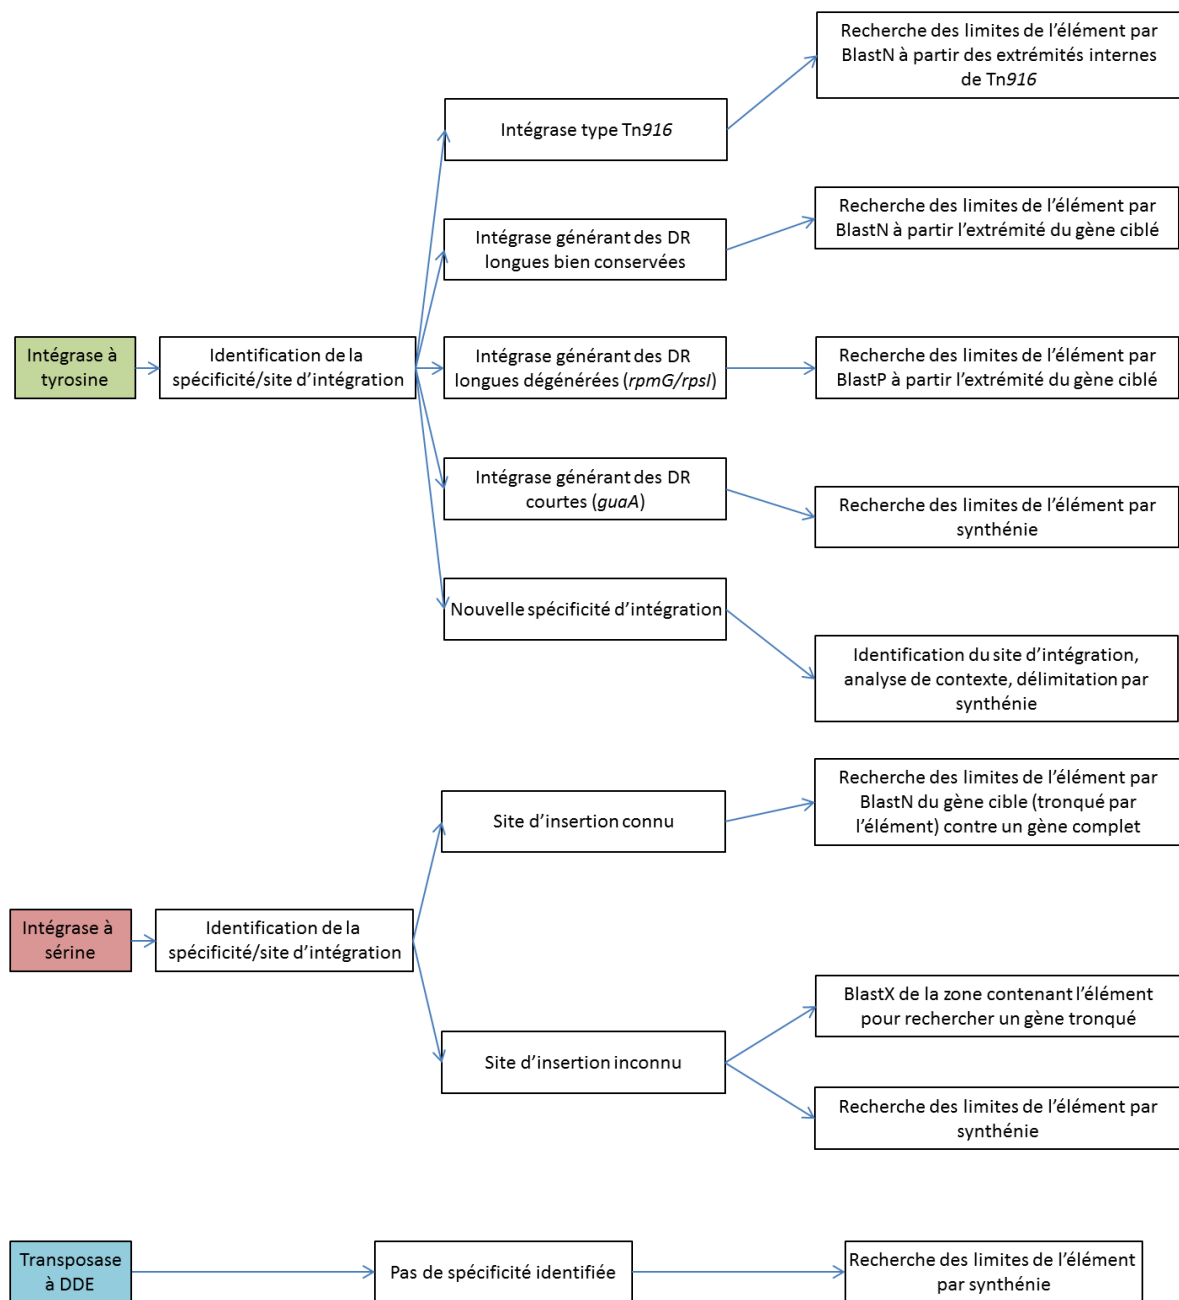 Recherche des limites de l’élément par
BlastN à partir des extrémités internes
de Tn916
Intégrase type Tn916
Recherche des limites de l’élément par
BlastN à partir l’extrémité du gène ciblé
Intégrase générant des DR
longues bien conservées
Intégrase à
tyrosine
Identification de la
spécificité/site d’intégration
Intégrase générant des DR
longues dégénérées (rpmG/rpsI)
Recherche des limites de l’élément par
BlastP à partir l’extrémité du gène ciblé
Intégrase générant des DR
courtes (guaA)
Recherche des limites de l’élément par
synthénie
Nouvelle spécificité d’intégration
Identification du site d’intégration,
analyse de contexte, délimitation par
synthénie
Site d’insertion connu
Recherche des limites de l’élément par
BlastN du gène cible (tronqué par
l’élément) contre un gène complet
Intégrase à
sérine
Identification de la
spécificité/site d’intégration
BlastX de la zone contenant l’élément
pour rechercher un gène tronqué
Site d’insertion inconnu
Recherche des limites de l’élément par
synthénie
Transposase
à DDE
Pas de spécificité identifiée
Recherche des limites de l’élément
par synthénie